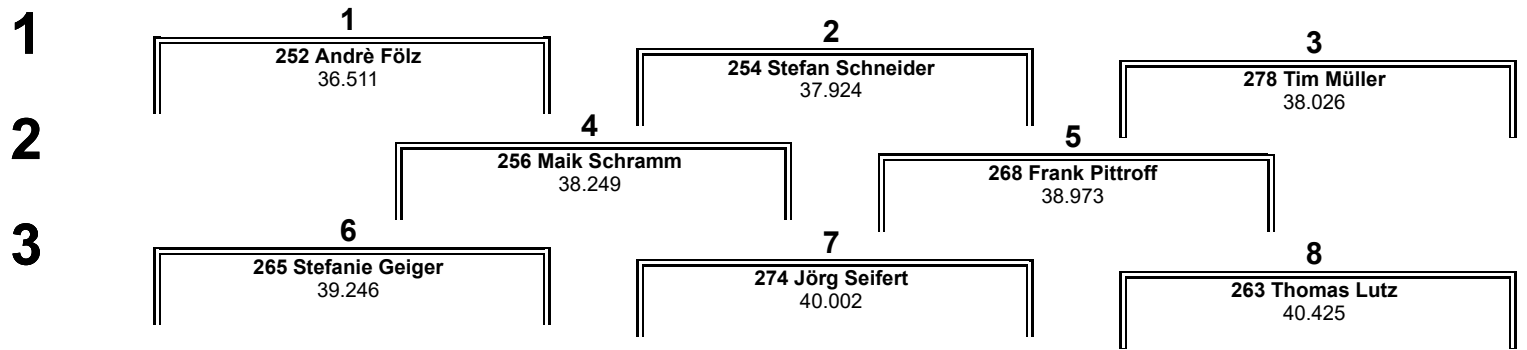 1
1
252 Andrè Fölz
36.511
2
254 Stefan Schneider
37.924
3
278 Tim Müller
38.026
2
4
256 Maik Schramm
38.249
5
268 Frank Pittroff
38.973
3
6
265 Stefanie Geiger
39.246
7
274 Jörg Seifert
40.002
8
263 Thomas Lutz
40.425